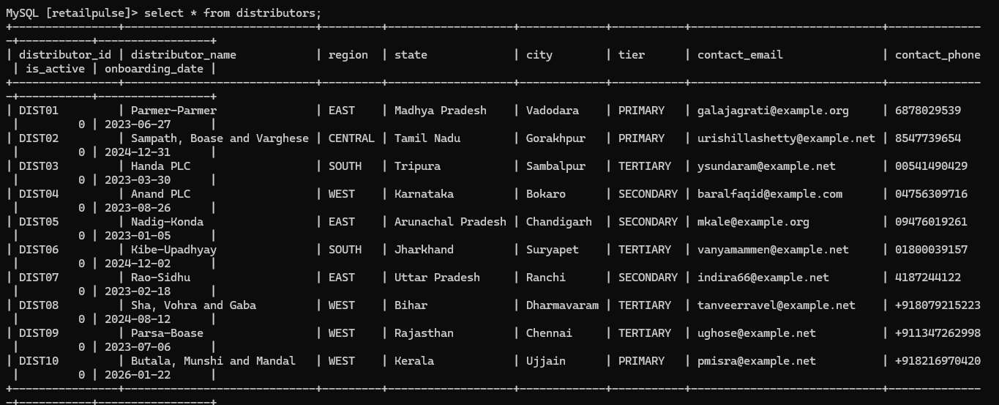 MySQL [retailpulse]> select * from distributors;
+----------------+-----------------------------+---------+-------------------+-------------+-----------+-----------------------------+--------------
-+-----------+-----------------+
| distributor_id | distributor_name            | region  | state             | city        | tier      | contact_email               | contact_phone
 | is_active | onboarding_date |
+----------------+-----------------------------+---------+-------------------+-------------+-----------+-----------------------------+--------------
-+-----------+-----------------+
| DIST01         | Parmer-Parmer               | EAST    | Madhya Pradesh    | Vadodara    | PRIMARY   | galajagrati@example.org     | 6878029539
 |         0 | 2023-06-27      |
| DIST02         | Sampath, Boase and Varghese | CENTRAL | Tamil Nadu        | Gorakhpur   | PRIMARY   | urishillashetty@example.net | 8547739654
 |         0 | 2024-12-31      |
| DIST03         | Handa PLC                   | SOUTH   | Tripura           | Sambalpur   | TERTIARY  | ysundaram@example.net       | 00541490429
 |         0 | 2023-03-30      |
| DIST04         | Anand PLC                   | WEST    | Karnataka         | Bokaro      | SECONDARY | baralfaqid@example.com      | 04756309716
 |         0 | 2023-08-26      |
| DIST05         | Nadig-Konda                 | EAST    | Arunachal Pradesh | Chandigarh  | SECONDARY | mkale@example.org           | 09476019261
 |         0 | 2023-01-05      |
| DIST06         | Kibe-Upadhyay               | SOUTH   | Jharkhand         | Suryapet    | TERTIARY  | vanyamammen@example.net     | 01800039157
 |         0 | 2024-12-02      |
| DIST07         | Rao-Sidhu                   | EAST    | Uttar Pradesh     | Ranchi      | SECONDARY | indira66@example.net        | 4187244122
 |         0 | 2023-02-18      |
| DIST08         | Sha, Vohra and Gaba         | WEST    | Bihar             | Dharmavaram | TERTIARY  | tanveerravel@example.net    | +918079215223
 |         0 | 2024-08-12      |
| DIST09         | Parsa-Boase                 | WEST    | Rajasthan         | Chennai     | TERTIARY  | ughose@example.net          | +911347262998
 |         0 | 2023-07-06      |
| DIST10         | Butala, Munshi and Mandal   | WEST    | Kerala            | Ujjain      | PRIMARY   | pmisra@example.net          | +918216970420
 |         0 | 2026-01-22      |
+----------------+-----------------------------+---------+-------------------+-------------+-----------+-----------------------------+--------------
-+-----------+-----------------+